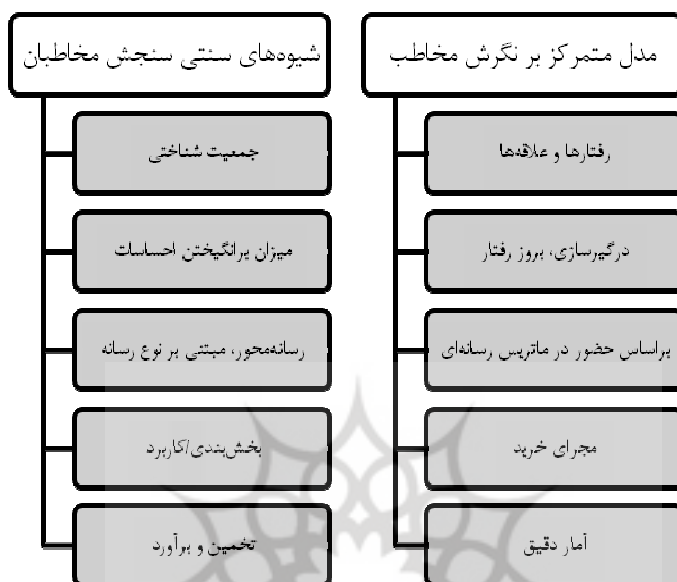 مدل متمرکز بر نگرش مخاطب
رفتارها و علاقه‌ها
درگیرسازی، بروز رفتار
براساس حضور در ماتریس رسانه‌ای
مجرای خرید
آمار دقیق
شیوه‌های سنتی سنجش مخاطبان
جمعیت شناختی
میزان برانگیختن احساسات
رسانه‌محور، مبتنی بر نوع رسانه
بخش‌بندی/کاربرد
تخمین و برآورد